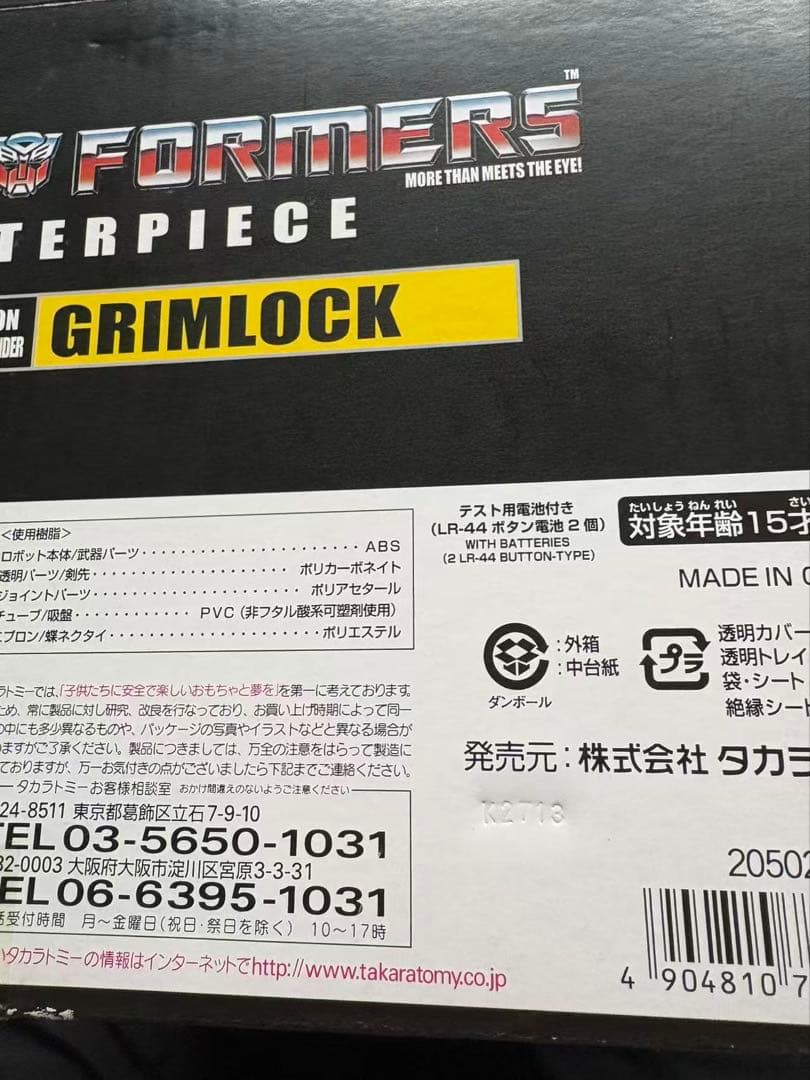 FORMERS™
MORE THAN MEETS THE EYE!
TERPIECE
ON
DER
GRIMLOCK
<使用樹脂>
ロボット本体/武器パーツ・・・・・・・・・・・・・・・・・・・・ABS
透明パーツ/剣先・・・・・・・・・・・・・・・・・・ポリカーボネイト
ジョイントパーツ・・・・・・・・・・・・・・・・・・・ポリアセタール
チューブ/吸盤・・・・・・・・・・PVC(非フタル酸系可塑剤使用)
エプロン/蝶ネクタイ・・・・・・・・・・・・・・・・・・ポリエステル
テスト用電池付き
(LR-44 ボタン電池2個)
WITH BATTERIES
(2 LR-44 BUTTON-TYPE)
たいしょうねんれい さい
対象年齢15才
MADE IN
ダンボール
:外箱
:中台紙
プラ
透明カバー
透明トレイ
袋・シート
絶縁シート
発売元:株式会社 タカラ
K2713
ラトミーでは、「子供たちに安全で楽しいおもちゃと夢を」を第一に考えております。
ため、常に製品に対し研究、改良を行なっており、お買い上げ時期によって同一
の中にも多少異なるものや、パッケージの写真やイラストなどと異なる場合が
ますがご了承ください。製品につきましては、万全の注意をはらって製造に
ておりますが、万一お気付きの点がございましたら下記までご連絡ください。
タカラトミーお客様相談室 おかけ間違えのないようご注意ください
24-8511 東京都葛飾区立石7-9-10
TEL 03-5650-1031
32-0003 大阪府大阪市淀川区宮原3-3-31
EL 06-6395-1031
話受付時間 月～金曜日(祝日・祭日を除く) 10～17時
いタカラトミーの情報はインターネットでhttp://www.takaratomy.co.jp
20502
4 904810 7